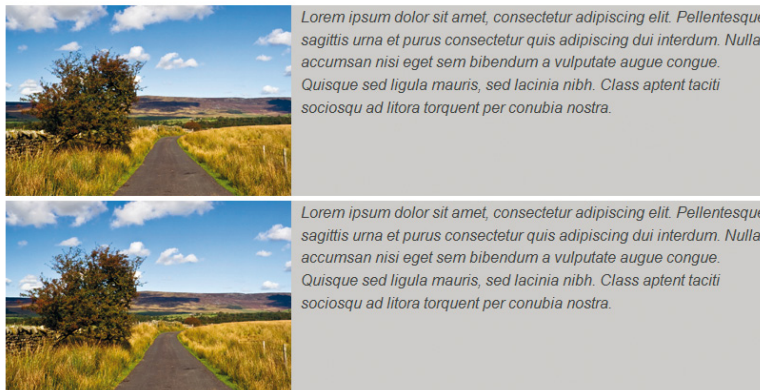 Lorem ipsum dolor sit amet, consectetur adipiscing elit. Pellentesque
sagittis urna et purus consectetur quis adipiscing dui interdum. Nulla
accumsan nisi eget sem bibendum a vulputate augue congue.
Quisque sed ligula mauris, sed lacinia nibh. Class aptent taciti
sociosqu ad litora torquent per conubia nostra.
Lorem ipsum dolor sit amet, consectetur adipiscing elit. Pellentesque
sagittis urna et purus consectetur quis adipiscing dui interdum. Nulla
accumsan nisi eget sem bibendum a vulputate augue congue.
Quisque sed ligula mauris, sed lacinia nibh. Class aptent taciti
sociosqu ad litora torquent per conubia nostra.